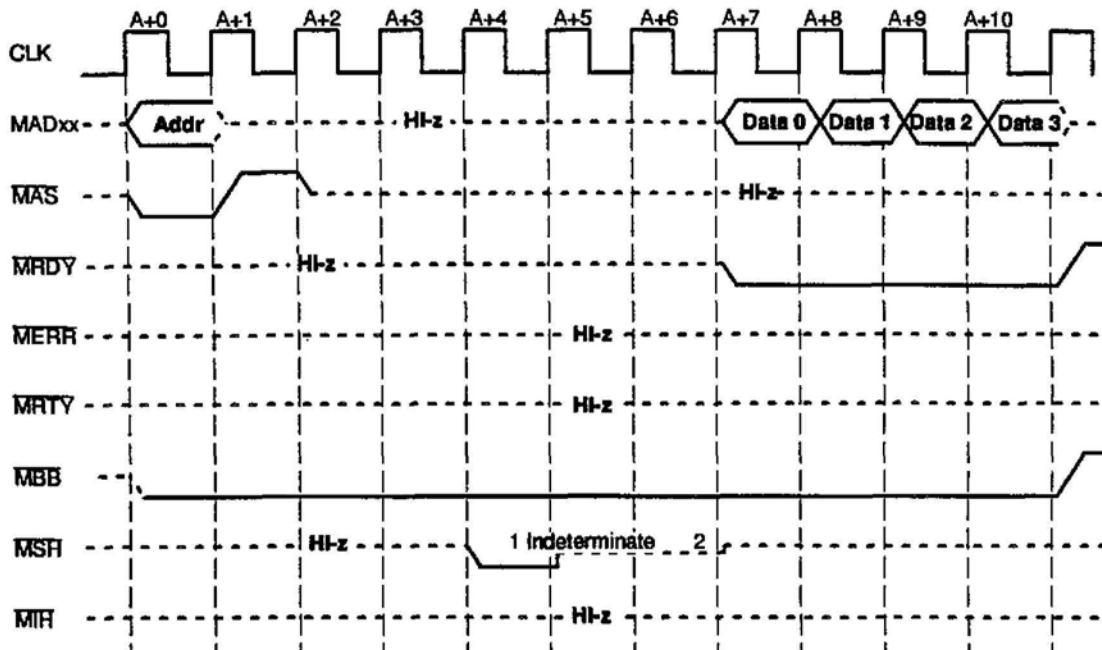 A+0 A+1 A+2 A+3 A+4 A+5 A+6 A+7 A+8 A+9 A+10
CLK
MADxx Addr HI-z Data 0 Data 1 Data 2 Data 3
MAS HI-z
MRDY HI-z
MERR HI-z
MRTY HI-z
MBB
MSH HI-z 1 Indeterminate 2
MIH HI-z